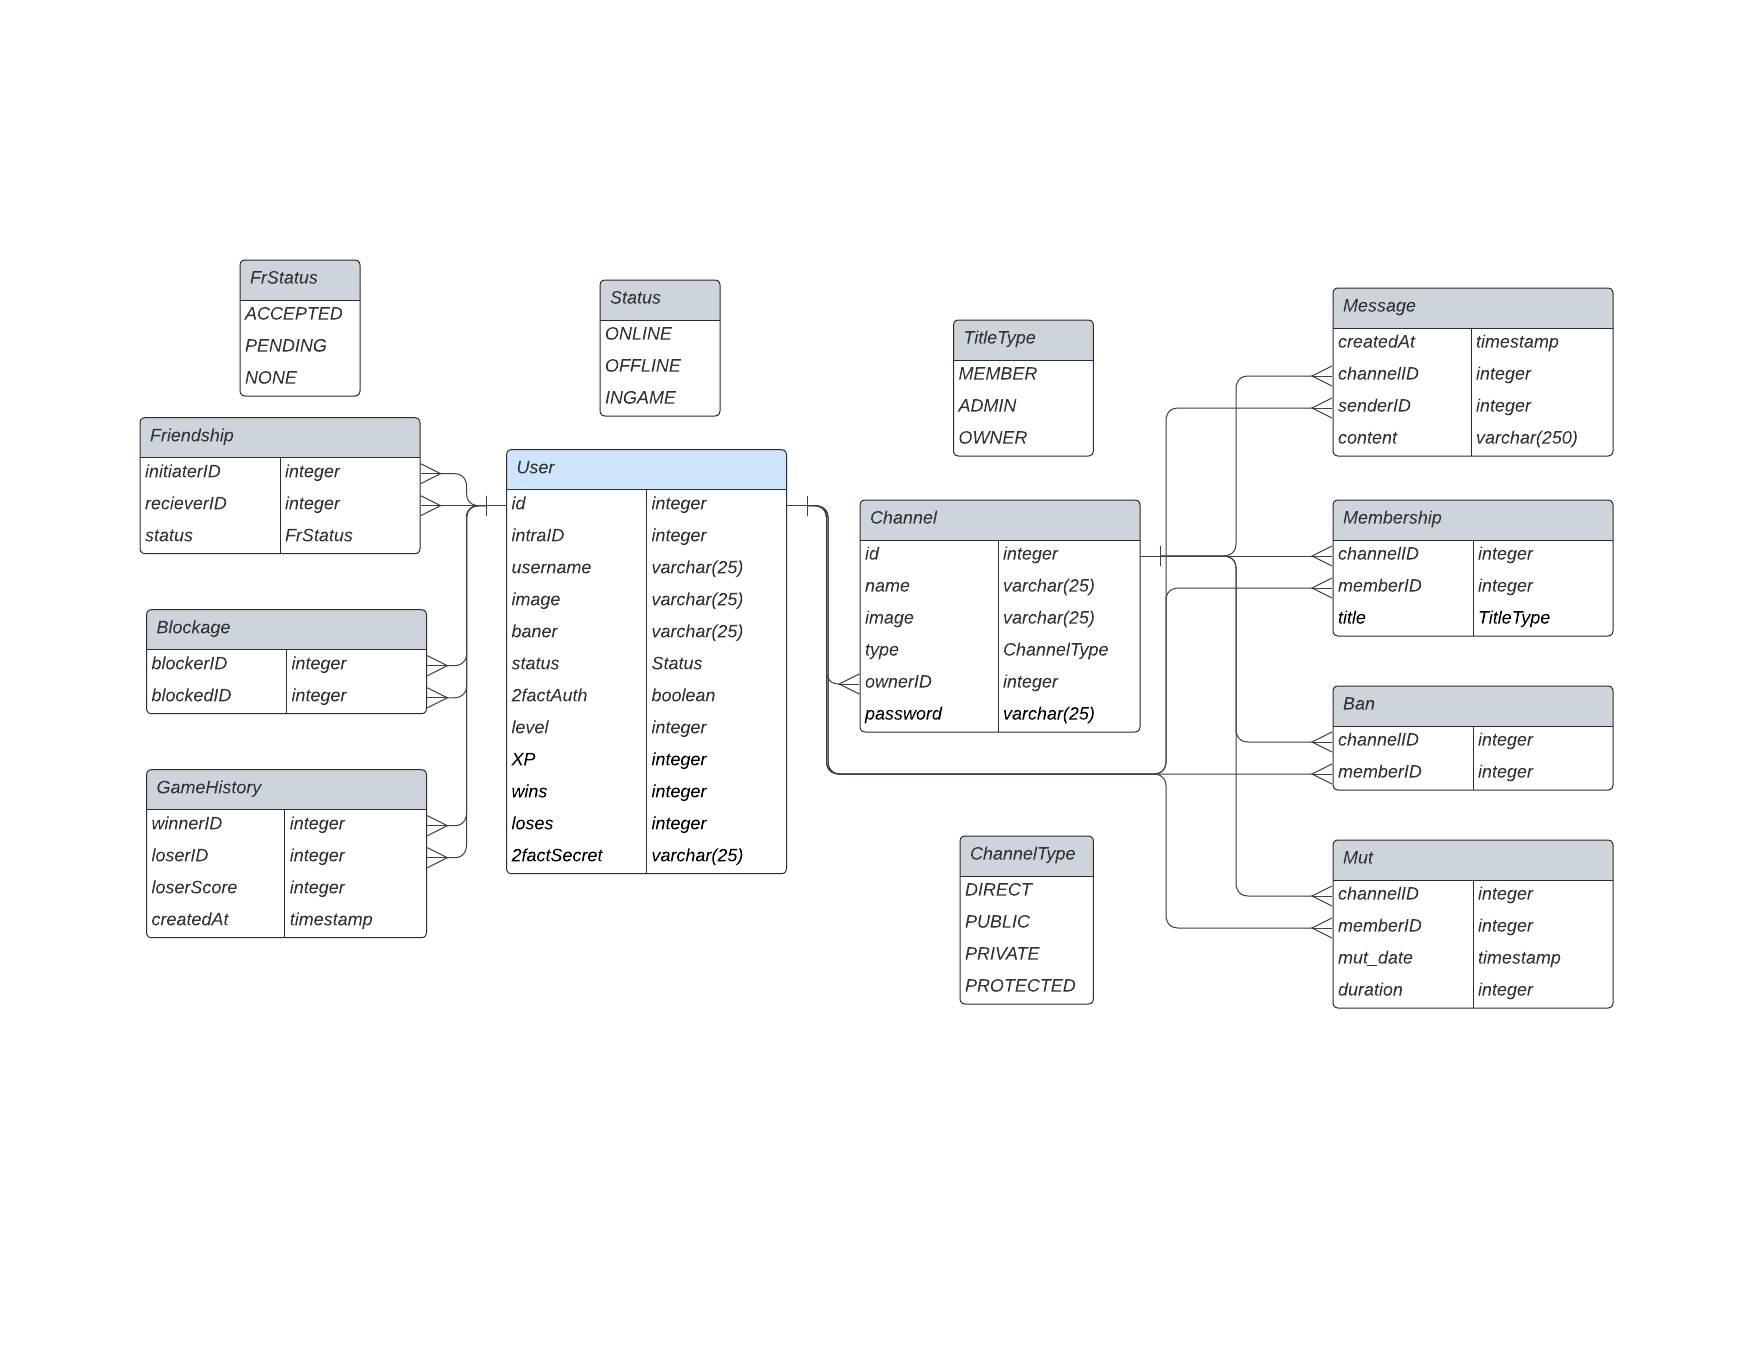 FrStatus
ACCEPTED
PENDING
NONE
Friendship
initiaterID integer
recieverID integer
status FrStatus
Blockage
blockerID integer
blockedID integer
GameHistory
winnerID integer
loserID integer
loserScore integer
createdAt timestamp
Status
ONLINE
OFFLINE
INGAME
User
id integer
intraID integer
username varchar(25)
image varchar(25)
baner varchar(25)
status Status
2factAuth boolean
level integer
XP integer
wins integer
loses integer
2factSecret varchar(25)
TitleType
MEMBER
ADMIN
OWNER
Channel
id integer
name varchar(25)
image varchar(25)
type ChannelType
ownerID integer
password varchar(25)
ChannelType
DIRECT
PUBLIC
PRIVATE
PROTECTED
Message
createdAt timestamp
channelID integer
senderID integer
content varchar(250)
Membership
channelID integer
memberID integer
title TitleType
Ban
channelID integer
memberID integer
Mut
channelID integer
memberID integer
mut_date timestamp
duration integer